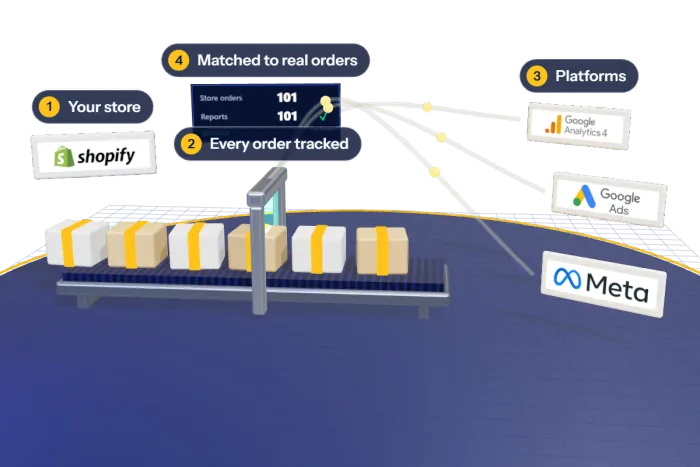 4 Matched to real orders
3 Platforms
1 Your store
Store orders 101
Reports 101
Google
Analytics 4
shopify
2 Every order tracked
Google
Ads
Meta